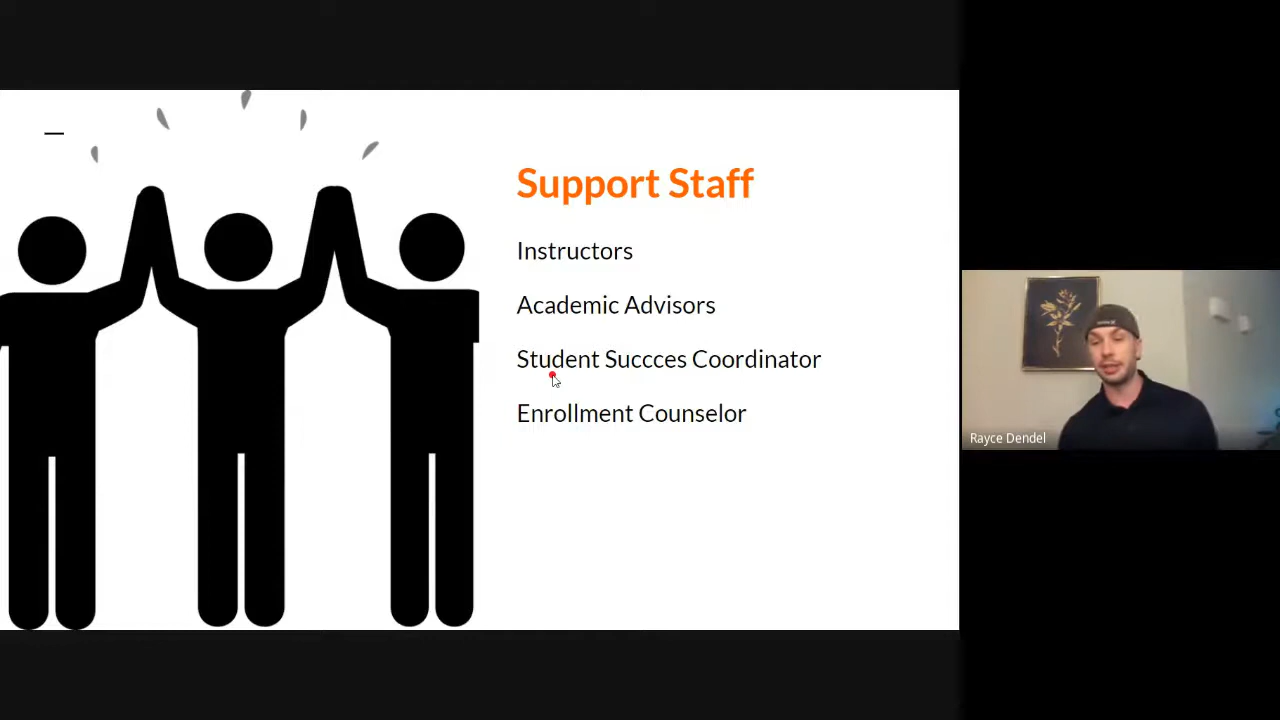 Support Staff
Instructors
Academic Advisors
Student Succces Coordinator
Enrollment Counselor
Rayce Dendel